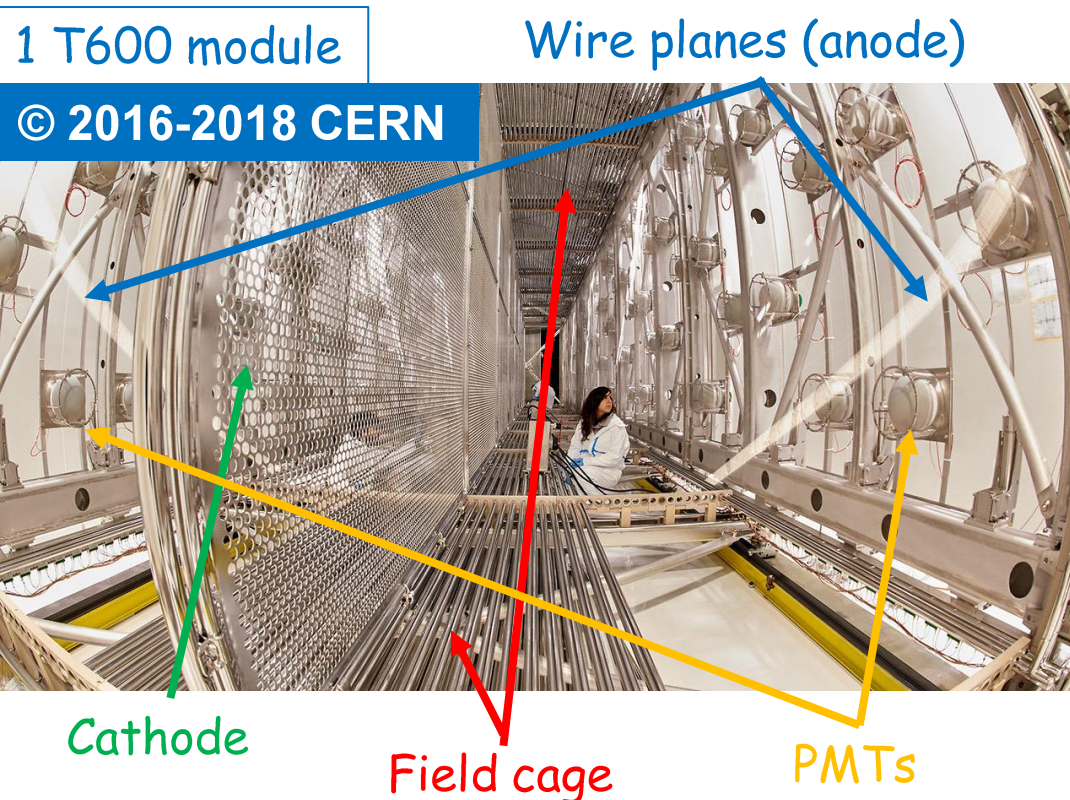 1 T600 module
Wire planes (anode)
© 2016-2018 CERN
Cathode
Field cage
PMTs